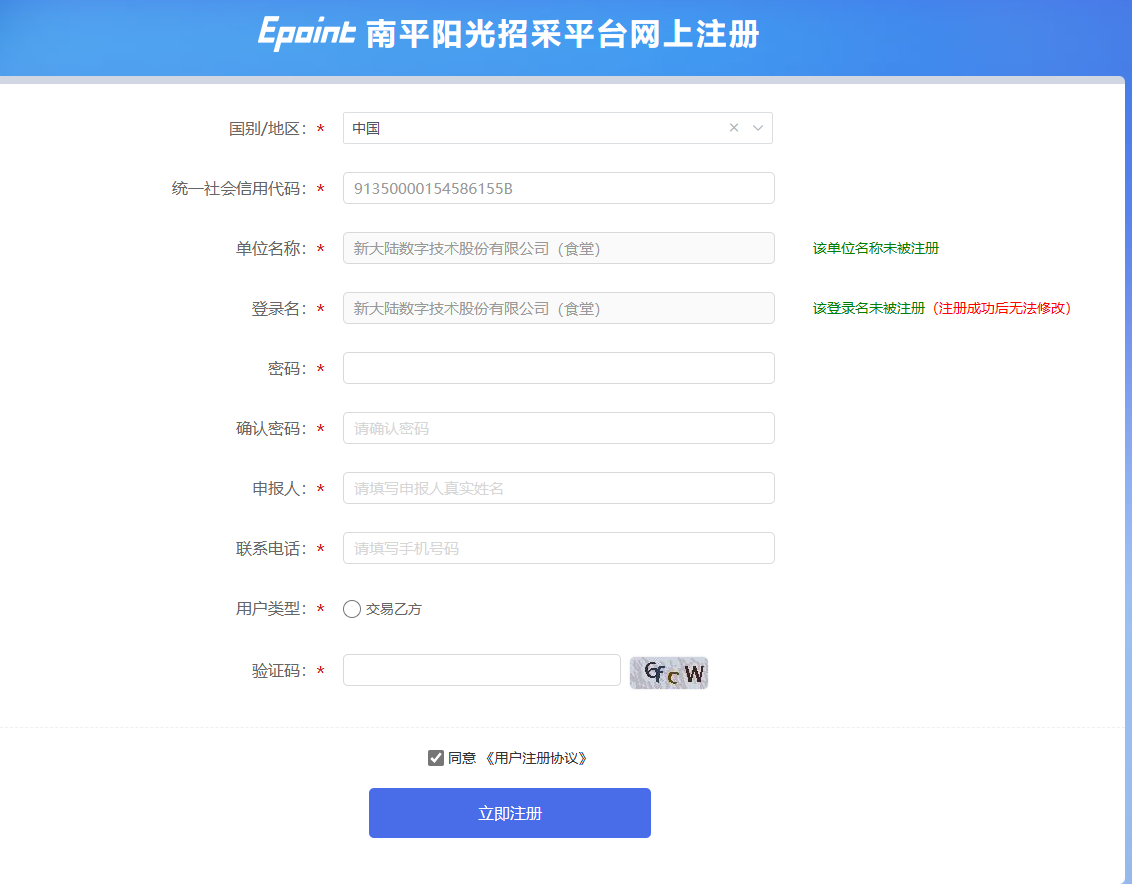 Epoint 南平阳光招采平台网上注册
国别/地区：* 中国
统一社会信用代码：* 91350000154586155B
单位名称：* 新大陆数字技术股份有限公司（食堂） 该单位名称未被注册
登录名：* 新大陆数字技术股份有限公司（食堂） 该登录名未被注册（注册成功后无法修改）
密码：*
确认密码：* 请确认密码
申报人：* 请填写申报人真实姓名
联系电话：* 请填写手机号码
用户类型：* 交易乙方
验证码：* 6fcW
同意 《用户注册协议》
立即注册